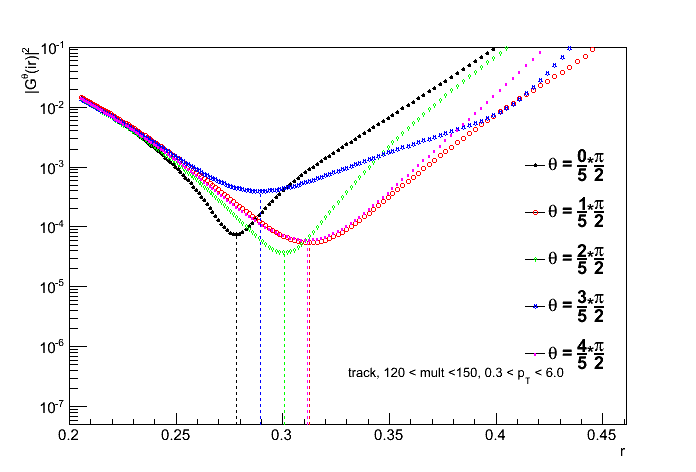 |G^θ(ir)|²
10⁻¹
10⁻²
10⁻³
10⁻⁴
10⁻⁵
10⁻⁶
10⁻⁷
θ = 0/5*π/2
θ = 1/5*π/2
θ = 2/5*π/2
θ = 3/5*π/2
θ = 4/5*π/2
track, 120 < mult <150, 0.3 < p_T < 6.0
0.2 0.25 0.3 0.35 0.4 0.45
r